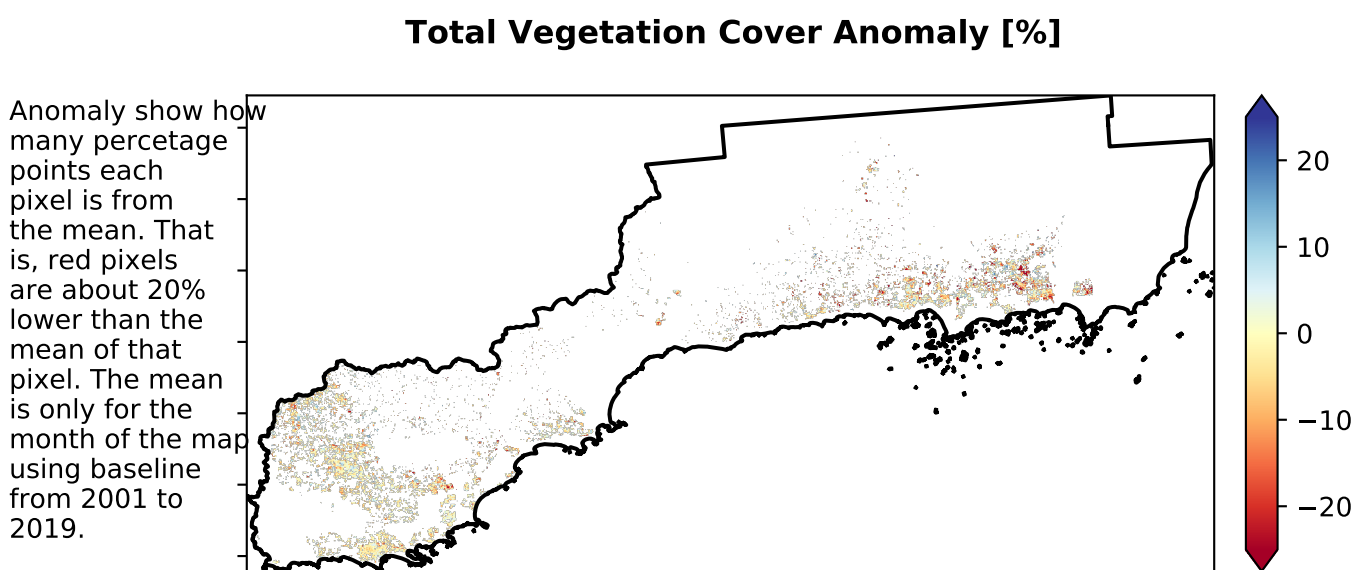 Total Vegetation Cover Anomaly [%]
Anomaly show how
many percetage
points each
pixel is from
the mean. That
is, red pixels
are about 20%
lower than the
mean of that
pixel. The mean
is only for the
month of the map
using baseline
from 2001 to
2019.
20
10
0
−10
−20